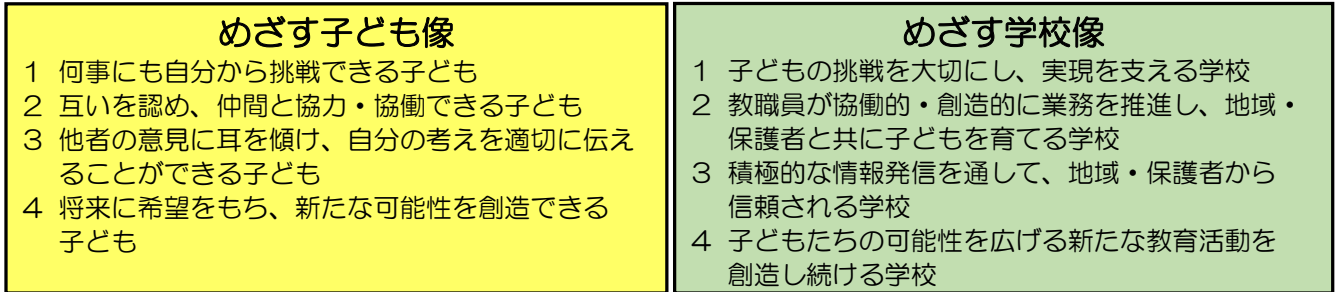 めざす子ども像
1 何事にも自分から挑戦できる子ども
2 互いを認め、仲間と協力・協働できる子ども
3 他者の意見に耳を傾け、自分の考えを適切に伝え
ることができる子ども
4 将来に希望をもち、新たな可能性を創造できる
子ども
めざす学校像
1 子どもの挑戦を大切にし、実現を支える学校
2 教職員が協働的・創造的に業務を推進し、地域・
保護者と共に子どもを育てる学校
3 積極的な情報発信を通して、地域・保護者から
信頼される学校
4 子どもたちの可能性を広げる新たな教育活動を
創造し続ける学校